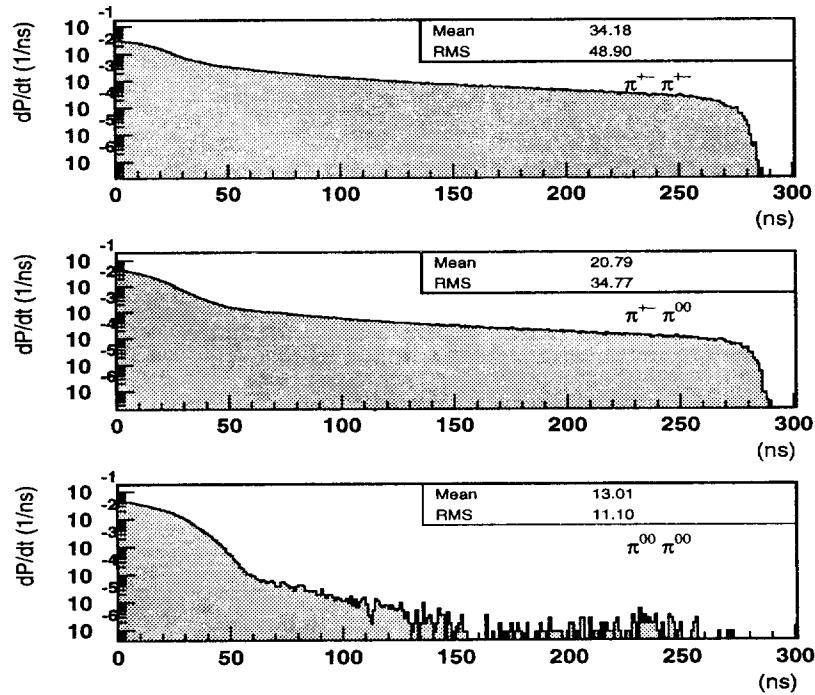 dP/dt (1/ns)
10 -1
10 -2
10 -3
10 -4
10 -5
10 -6
Mean 34.18
RMS 48.90
π+− π+−
0 50 100 150 200 250 300
(ns)
dP/dt (1/ns)
10 -1
10 -2
10 -3
10 -4
10 -5
10 -6
Mean 20.79
RMS 34.77
π+− π00
0 50 100 150 200 250 300
(ns)
dP/dt (1/ns)
10 -1
10 -2
10 -3
10 -4
10 -5
10 -6
Mean 13.01
RMS 11.10
π00 π00
0 50 100 150 200 250 300
(ns)